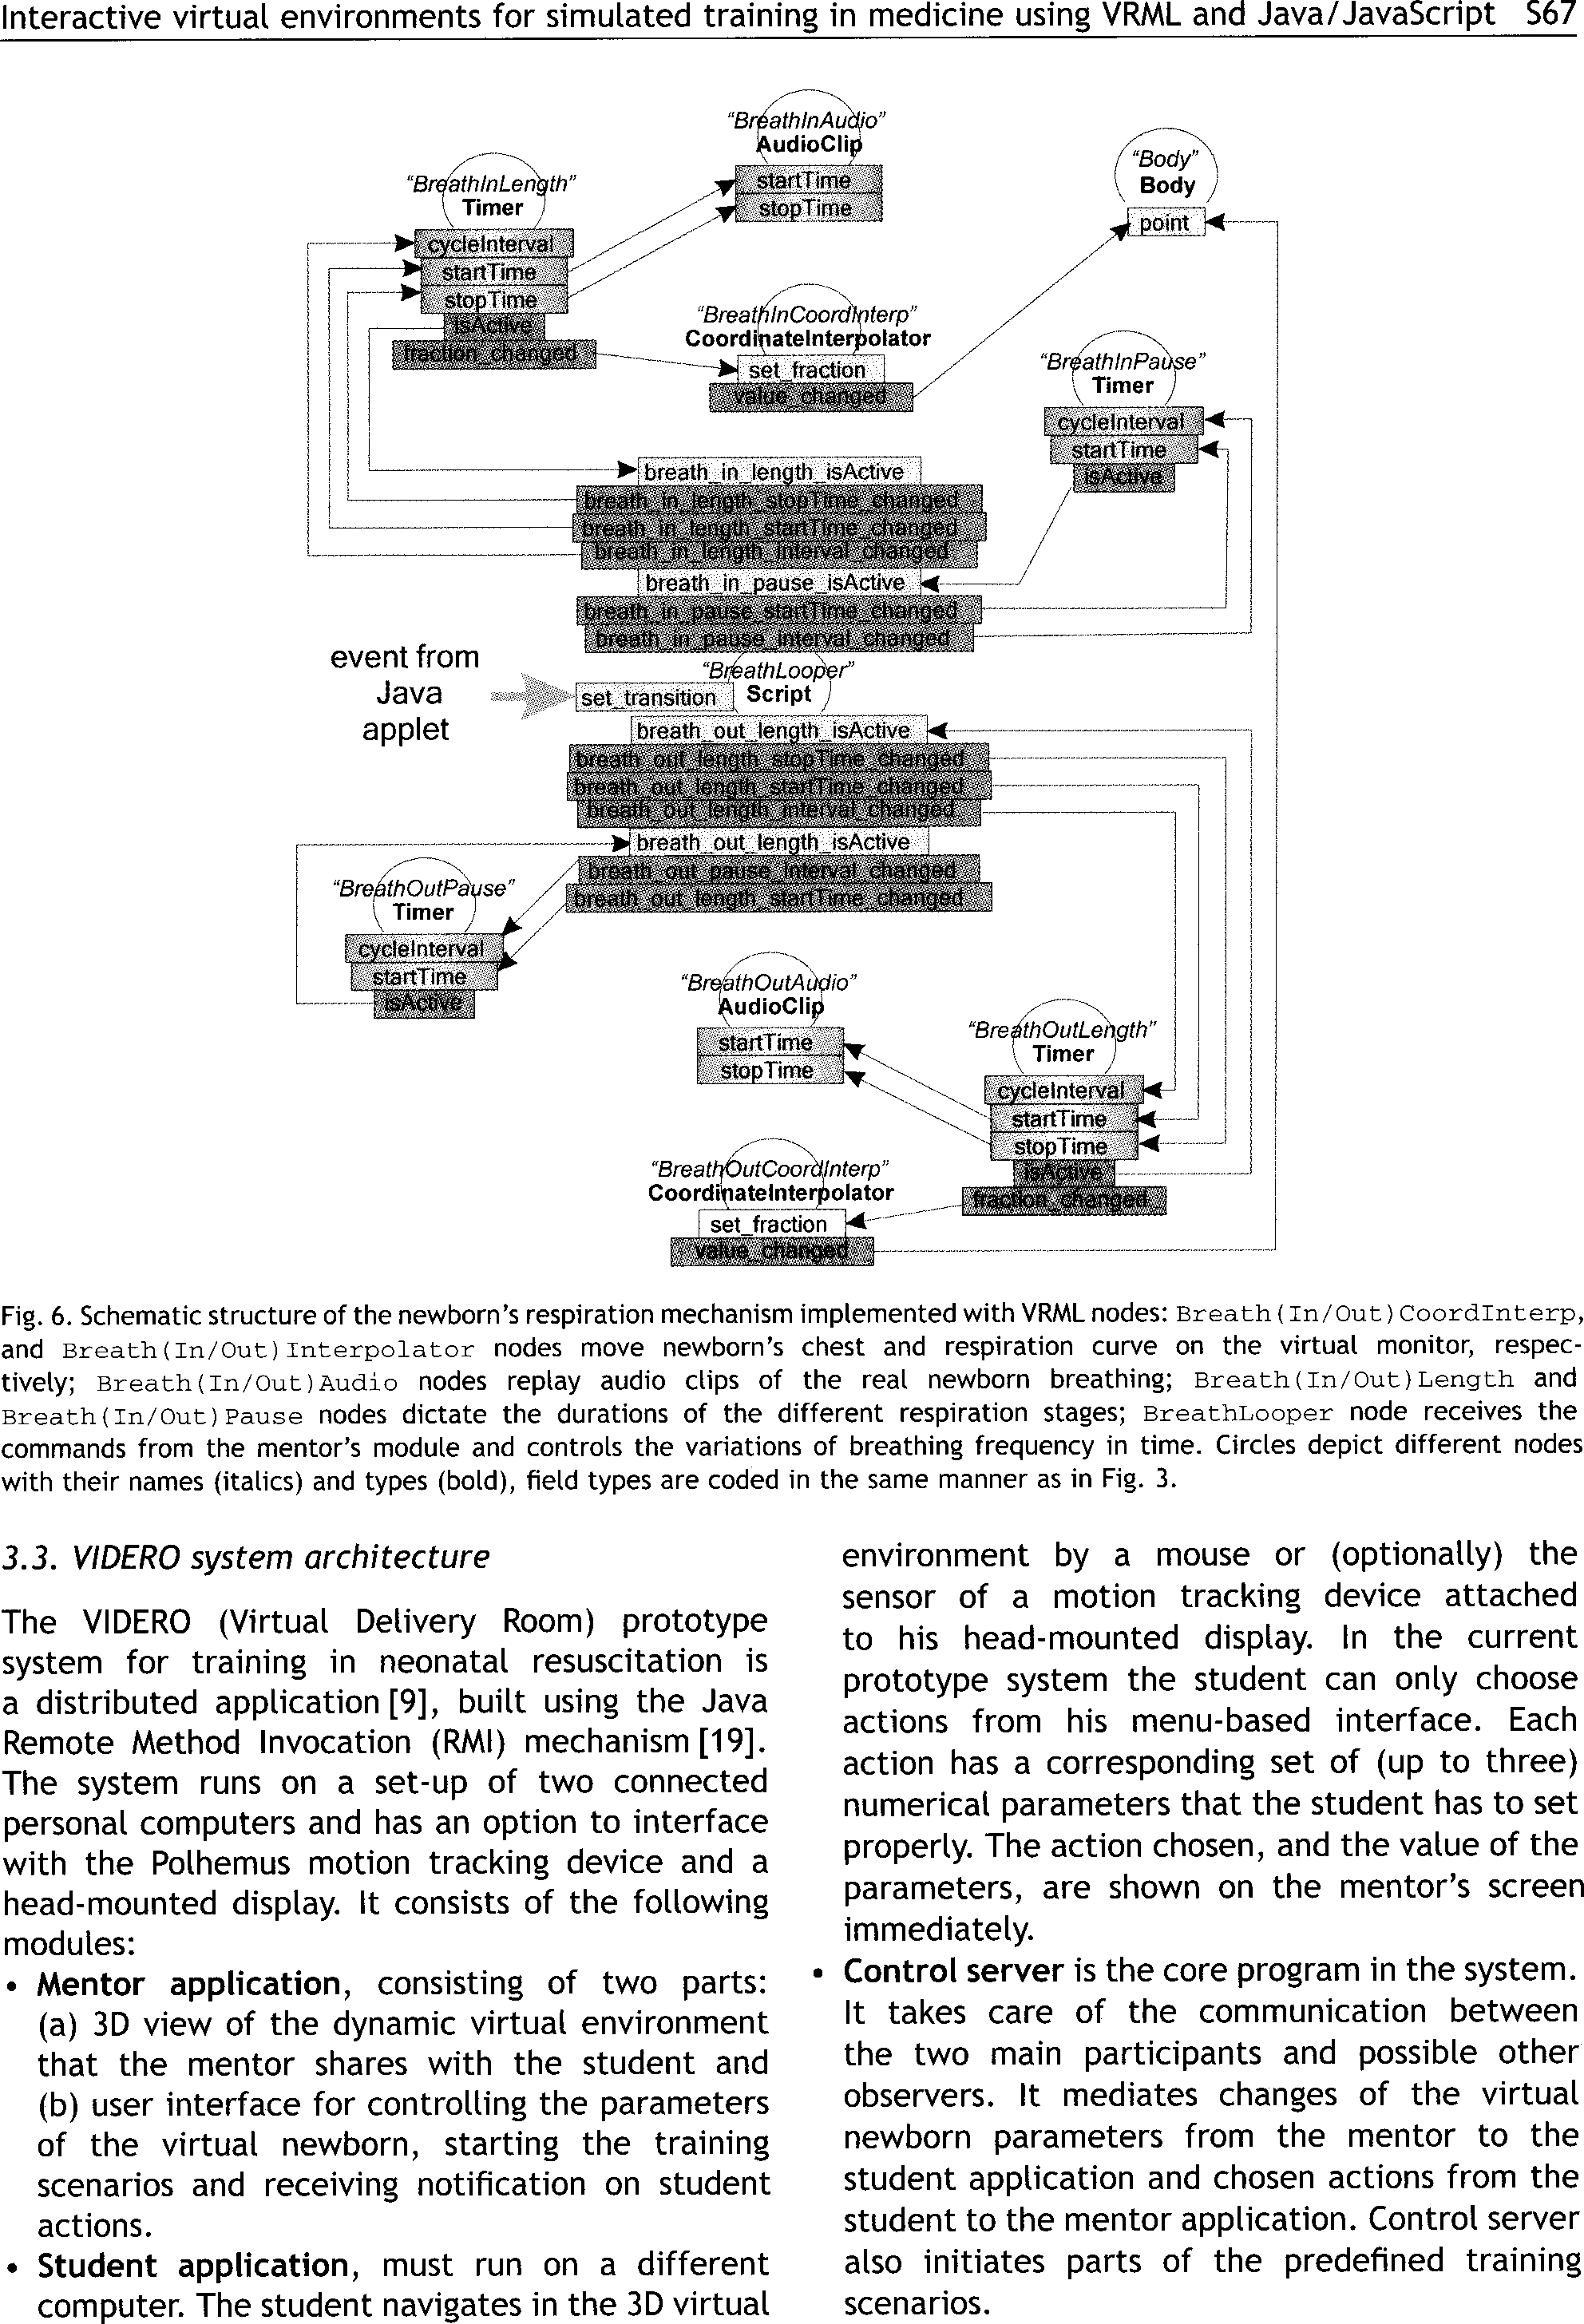 Interactive virtual environments for simulated training in medicine using VRML and Java/JavaScript S67
"BreathInAudio"
AudioClip
startTime
stopTime
"Body"
Body
point
"BreathInLength"
Timer
cycleInterval
startTime
stopTime
isActive
fraction_changed
"BreathInCoordInterp"
CoordinateInterpolator
set_fraction
value_changed
"BreathInPause"
Timer
cycleInterval
startTime
isActive
breath_in_length_isActive
breath_in_length_stopTime_changed
breath_in_length_startTime_changed
breath_in_length_interval_changed
breath_in_pause_isActive
breath_in_pause_startTime_changed
breath_in_pause_interval_changed
event from
Java
applet
"BreathLooper"
set_transition Script
breath_out_length_isActive
breath_out_length_stopTime_changed
breath_out_length_startTime_changed
breath_out_length_interval_changed
breath_out_length_isActive
breath_out_pause_interval_changed
breath_out_length_startTime_changed
"BreathOutPause"
Timer
cycleInterval
startTime
isActive
"BreathOutAudio"
AudioClip
startTime
stopTime
"BreathOutLength"
Timer
cycleInterval
startTime
stopTime
isActive
fraction_changed
"BreathOutCoordInterp"
CoordinateInterpolator
set_fraction
value_changed
Fig. 6. Schematic structure of the newborn's respiration mechanism implemented with VRML nodes: Breath(In/Out)CoordInterp,
and Breath(In/Out)Interpolator nodes move newborn's chest and respiration curve on the virtual monitor, respec-
tively; Breath(In/Out)Audio nodes replay audio clips of the real newborn breathing; Breath(In/Out)Length and
Breath(In/Out)Pause nodes dictate the durations of the different respiration stages; BreathLooper node receives the
commands from the mentor's module and controls the variations of breathing frequency in time. Circles depict different nodes
with their names (italics) and types (bold), field types are coded in the same manner as in Fig. 3.
3.3. VIDERO system architecture
The VIDERO (Virtual Delivery Room) prototype
system for training in neonatal resuscitation is
a distributed application [9], built using the Java
Remote Method Invocation (RMI) mechanism [19].
The system runs on a set-up of two connected
personal computers and has an option to interface
with the Polhemus motion tracking device and a
head-mounted display. It consists of the following
modules:
• Mentor application, consisting of two parts:
(a) 3D view of the dynamic virtual environment
that the mentor shares with the student and
(b) user interface for controlling the parameters
of the virtual newborn, starting the training
scenarios and receiving notification on student
actions.
• Student application, must run on a different
computer. The student navigates in the 3D virtual
environment by a mouse or (optionally) the
sensor of a motion tracking device attached
to his head-mounted display. In the current
prototype system the student can only choose
actions from his menu-based interface. Each
action has a corresponding set of (up to three)
numerical parameters that the student has to set
properly. The action chosen, and the value of the
parameters, are shown on the mentor's screen
immediately.
• Control server is the core program in the system.
It takes care of the communication between
the two main participants and possible other
observers. It mediates changes of the virtual
newborn parameters from the mentor to the
student application and chosen actions from the
student to the mentor application. Control server
also initiates parts of the predefined training
scenarios.